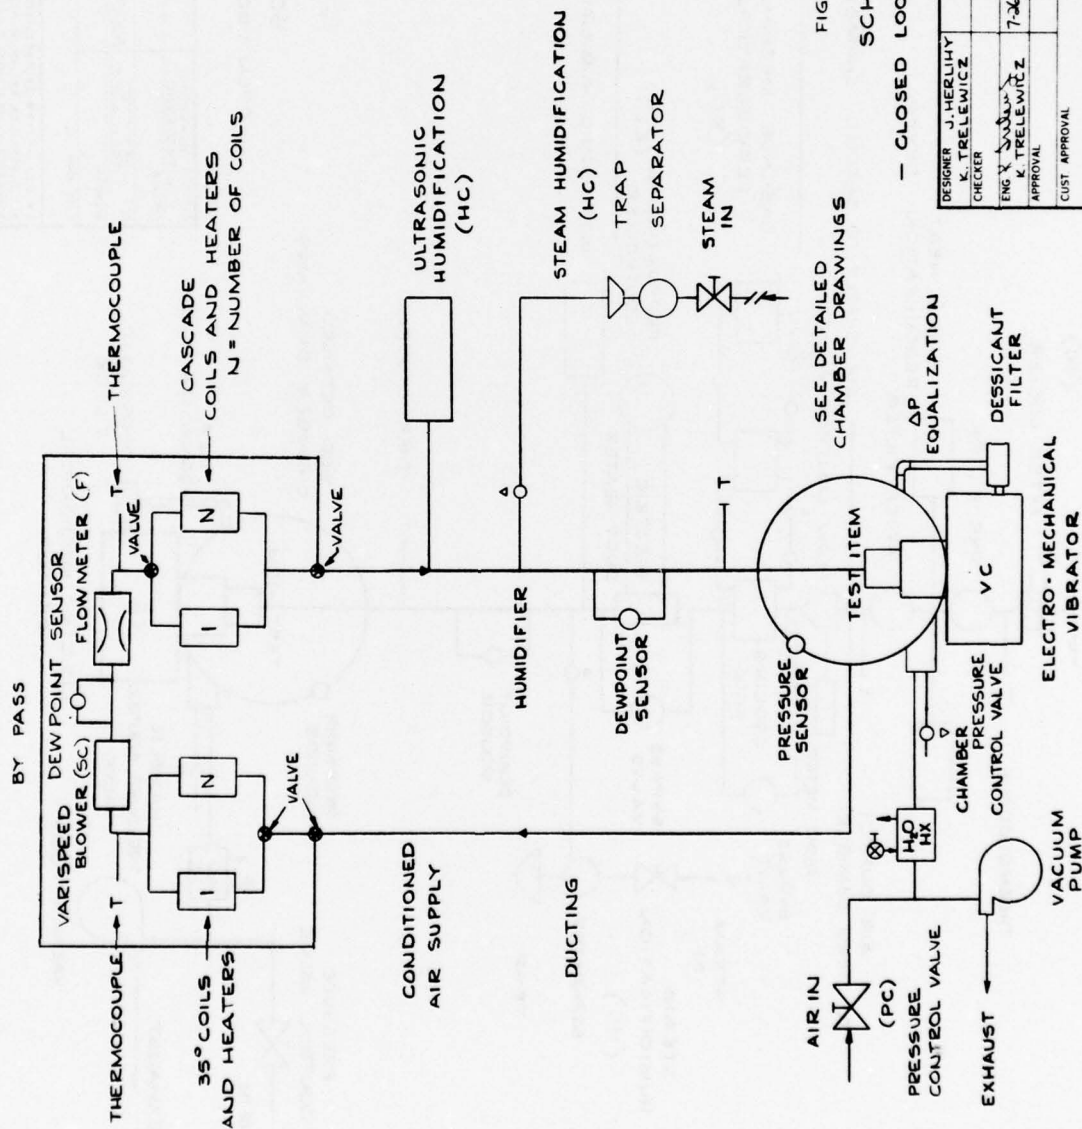 BY PASS
VARISPEED
BLOWER (SC)
DEW POINT SENSOR
FLOWMETER (F)
THERMOCOUPLE
T
VALVE
T
THERMOCOUPLE
I
N
35° COILS
AND HEATERS
VALVE
I
N
CASCADE
COILS AND HEATERS
N = NUMBER OF COILS
VALVE
CONDITIONED
AIR SUPPLY
DUCTING
ULTRASONIC
HUMIDIFICATION
(HC)
HUMIDIFIER
STEAM HUMIDIFICATION
(HC)
TRAP
SEPARATOR
STEAM
IN
DEWPOINT
SENSOR
T
PRESSURE
SENSOR
TEST ITEM
SEE DETAILED
CHAMBER DRAWINGS
ΔP
EQUALIZATION
DESSICANT
FILTER
VC
ELECTRO-MECHANICAL
VIBRATOR
CHAMBER
PRESSURE
CONTROL VALVE
H2O
HX
AIR IN
(PC)
PRESSURE
CONTROL VALVE
EXHAUST
VACUUM
PUMP
FIG
SCH
— CLOSED LOO
DESIGNER J. HERLIHY
K. TRELEWICZ
CHECKER
ENG
K. TRELEWICZ
7-26
APPROVAL
CUST APPROVAL